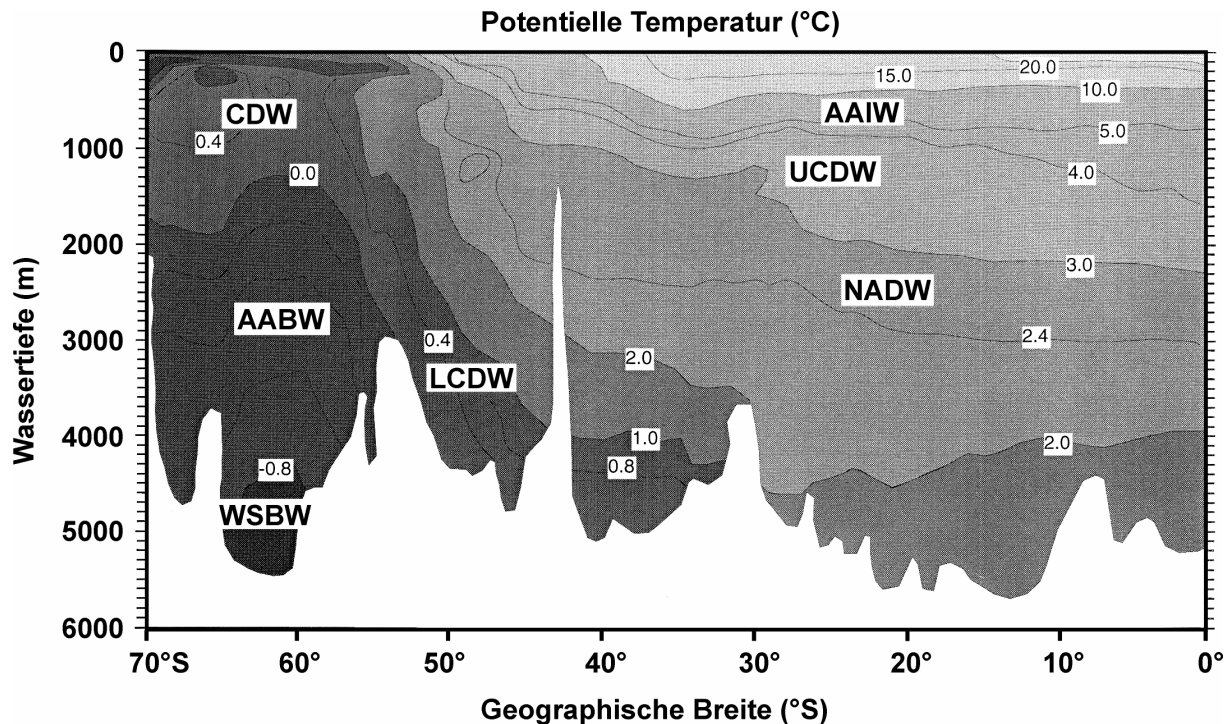 Potentielle Temperatur (°C)
0
1000
2000
3000
4000
5000
6000
Wassertiefe (m)
20.0
15.0
10.0
CDW
AAIW
5.0
0.4
0.0
UCDW
4.0
3.0
NADW
AABW
2.4
0.4
2.0
LCDW
1.0
2.0
0.8
-0.8
WSBW
70°S
60°
50°
40°
30°
20°
10°
0°
Geographische Breite (°S)